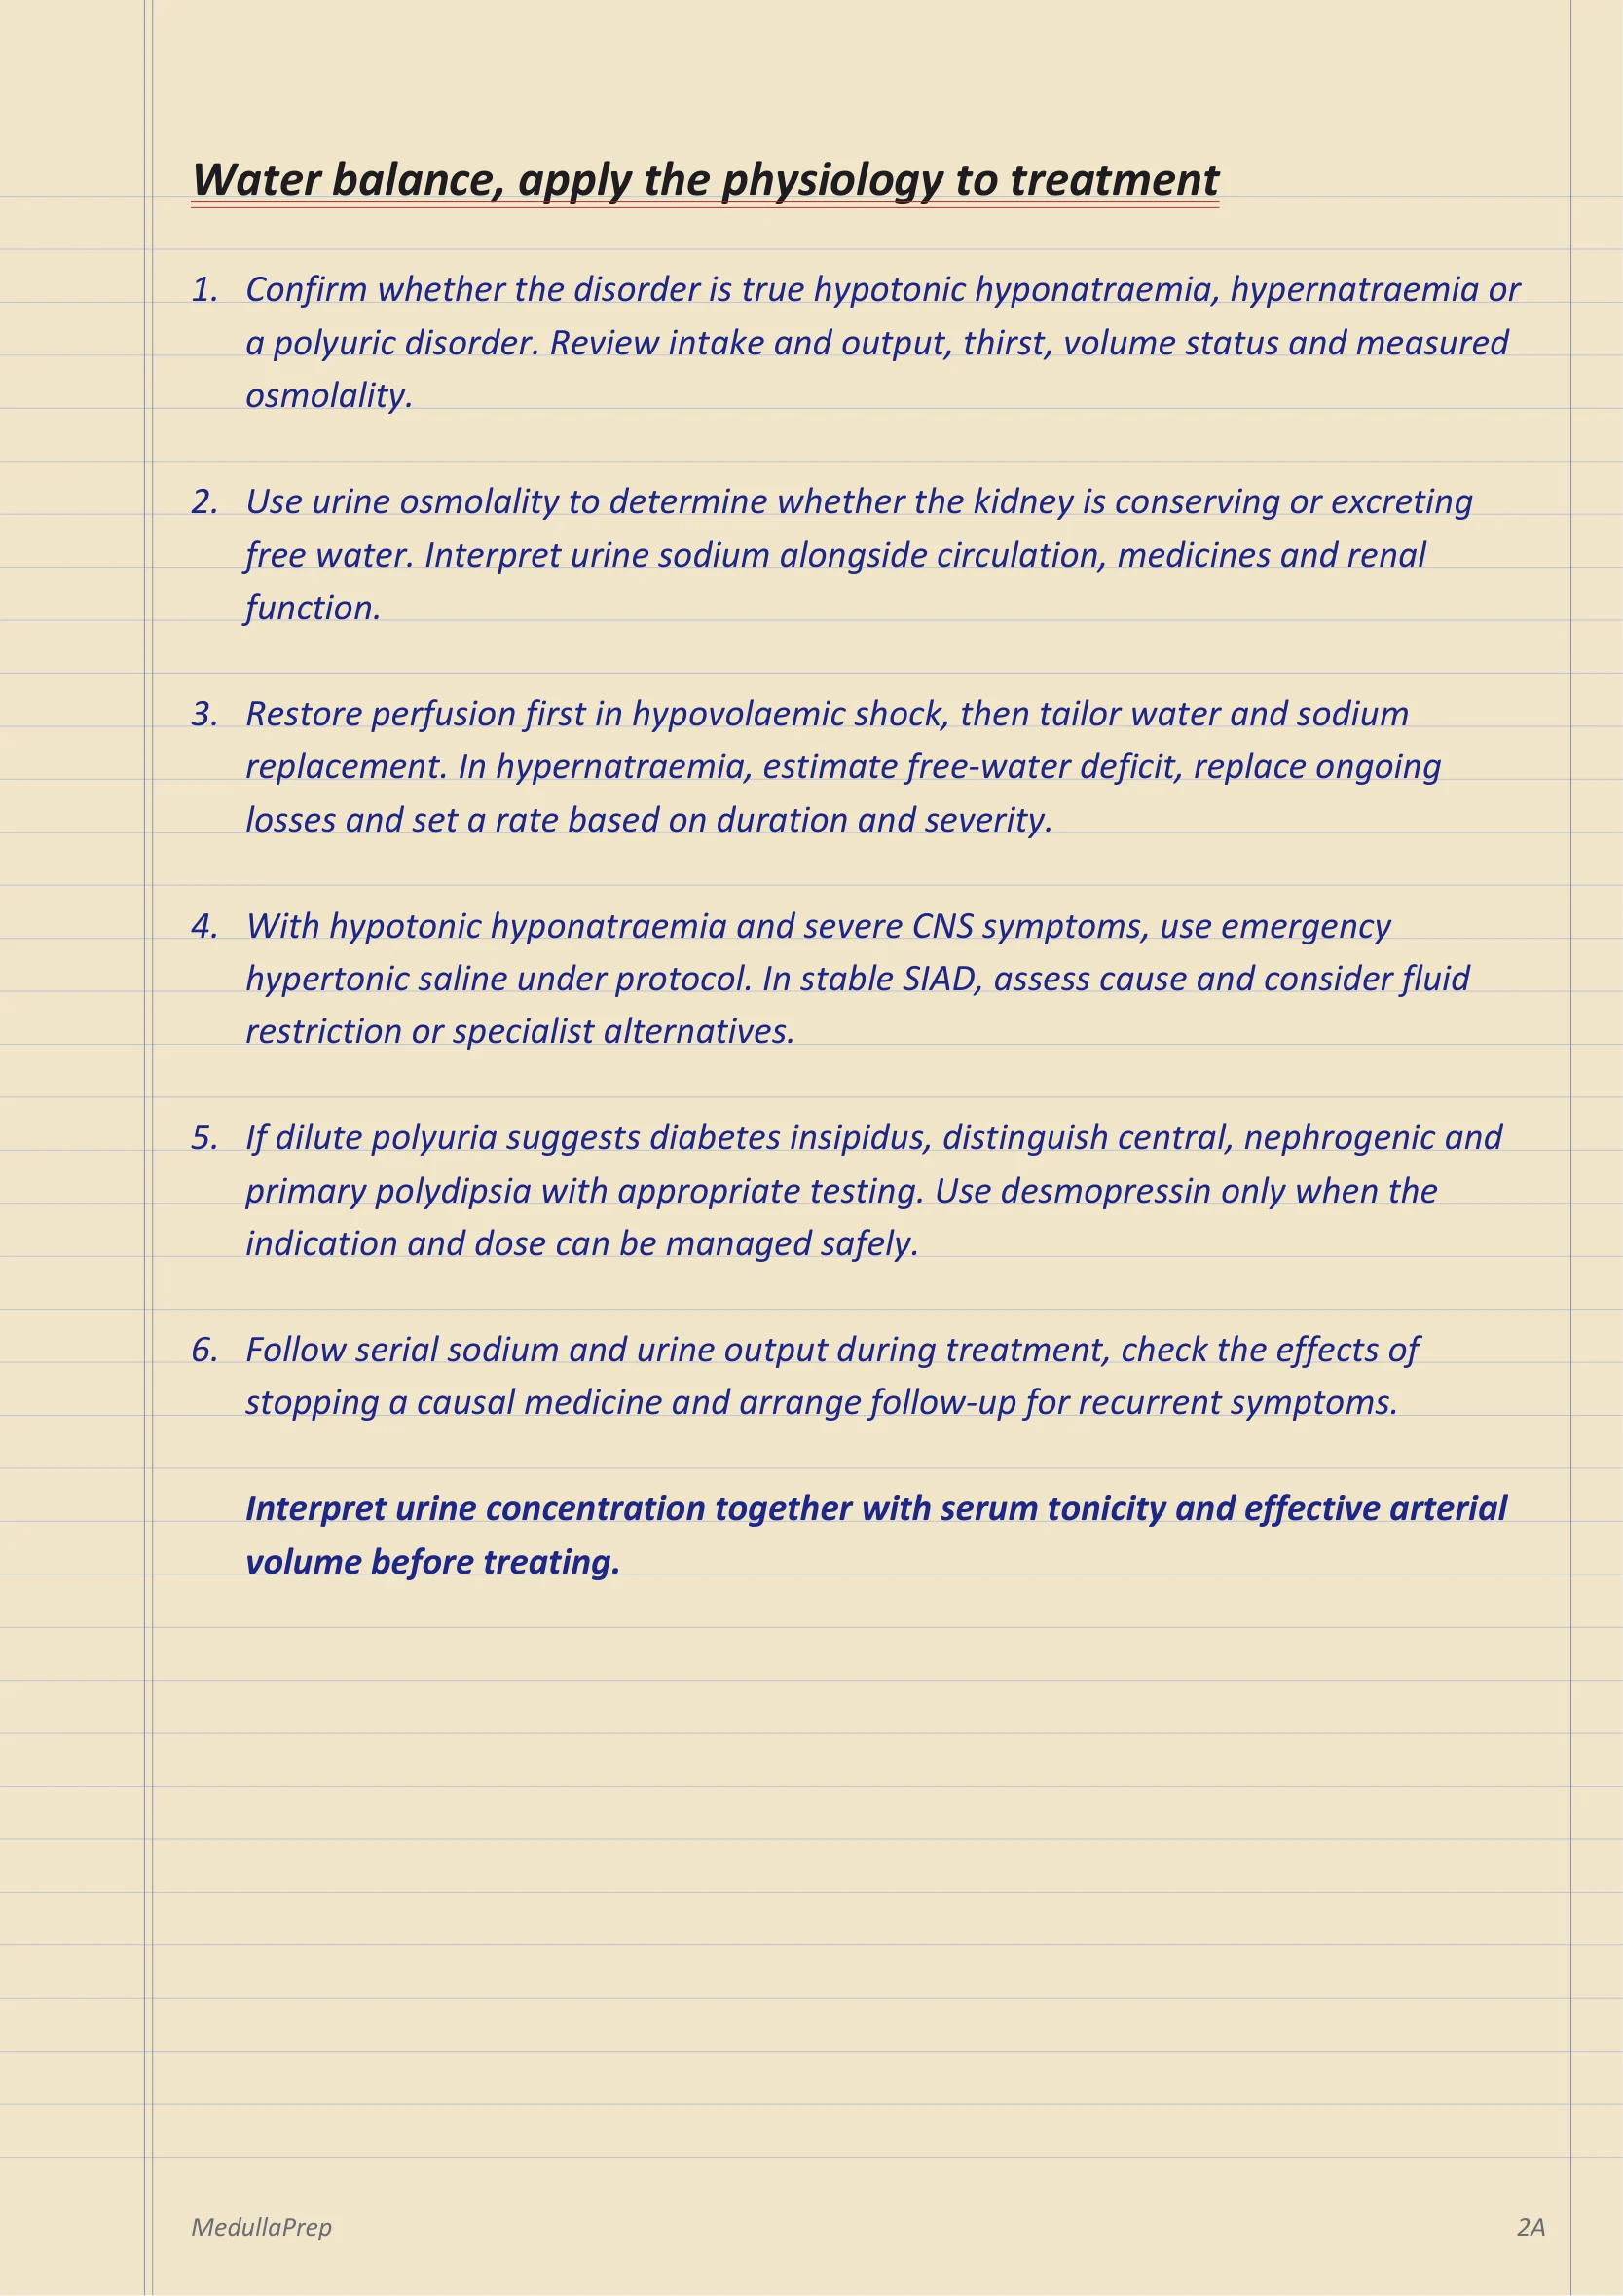 Water balance, apply the physiology to treatment
1. Confirm whether the disorder is true hypotonic hyponatraemia, hypernatraemia or
a polyuric disorder. Review intake and output, thirst, volume status and measured
osmolality.
2. Use urine osmolality to determine whether the kidney is conserving or excreting
free water. Interpret urine sodium alongside circulation, medicines and renal
function.
3. Restore perfusion first in hypovolaemic shock, then tailor water and sodium
replacement. In hypernatraemia, estimate free-water deficit, replace ongoing
losses and set a rate based on duration and severity.
4. With hypotonic hyponatraemia and severe CNS symptoms, use emergency
hypertonic saline under protocol. In stable SIAD, assess cause and consider fluid
restriction or specialist alternatives.
5. If dilute polyuria suggests diabetes insipidus, distinguish central, nephrogenic and
primary polydipsia with appropriate testing. Use desmopressin only when the
indication and dose can be managed safely.
6. Follow serial sodium and urine output during treatment, check the effects of
stopping a causal medicine and arrange follow-up for recurrent symptoms.
Interpret urine concentration together with serum tonicity and effective arterial
volume before treating.
MedullaPrep
2A